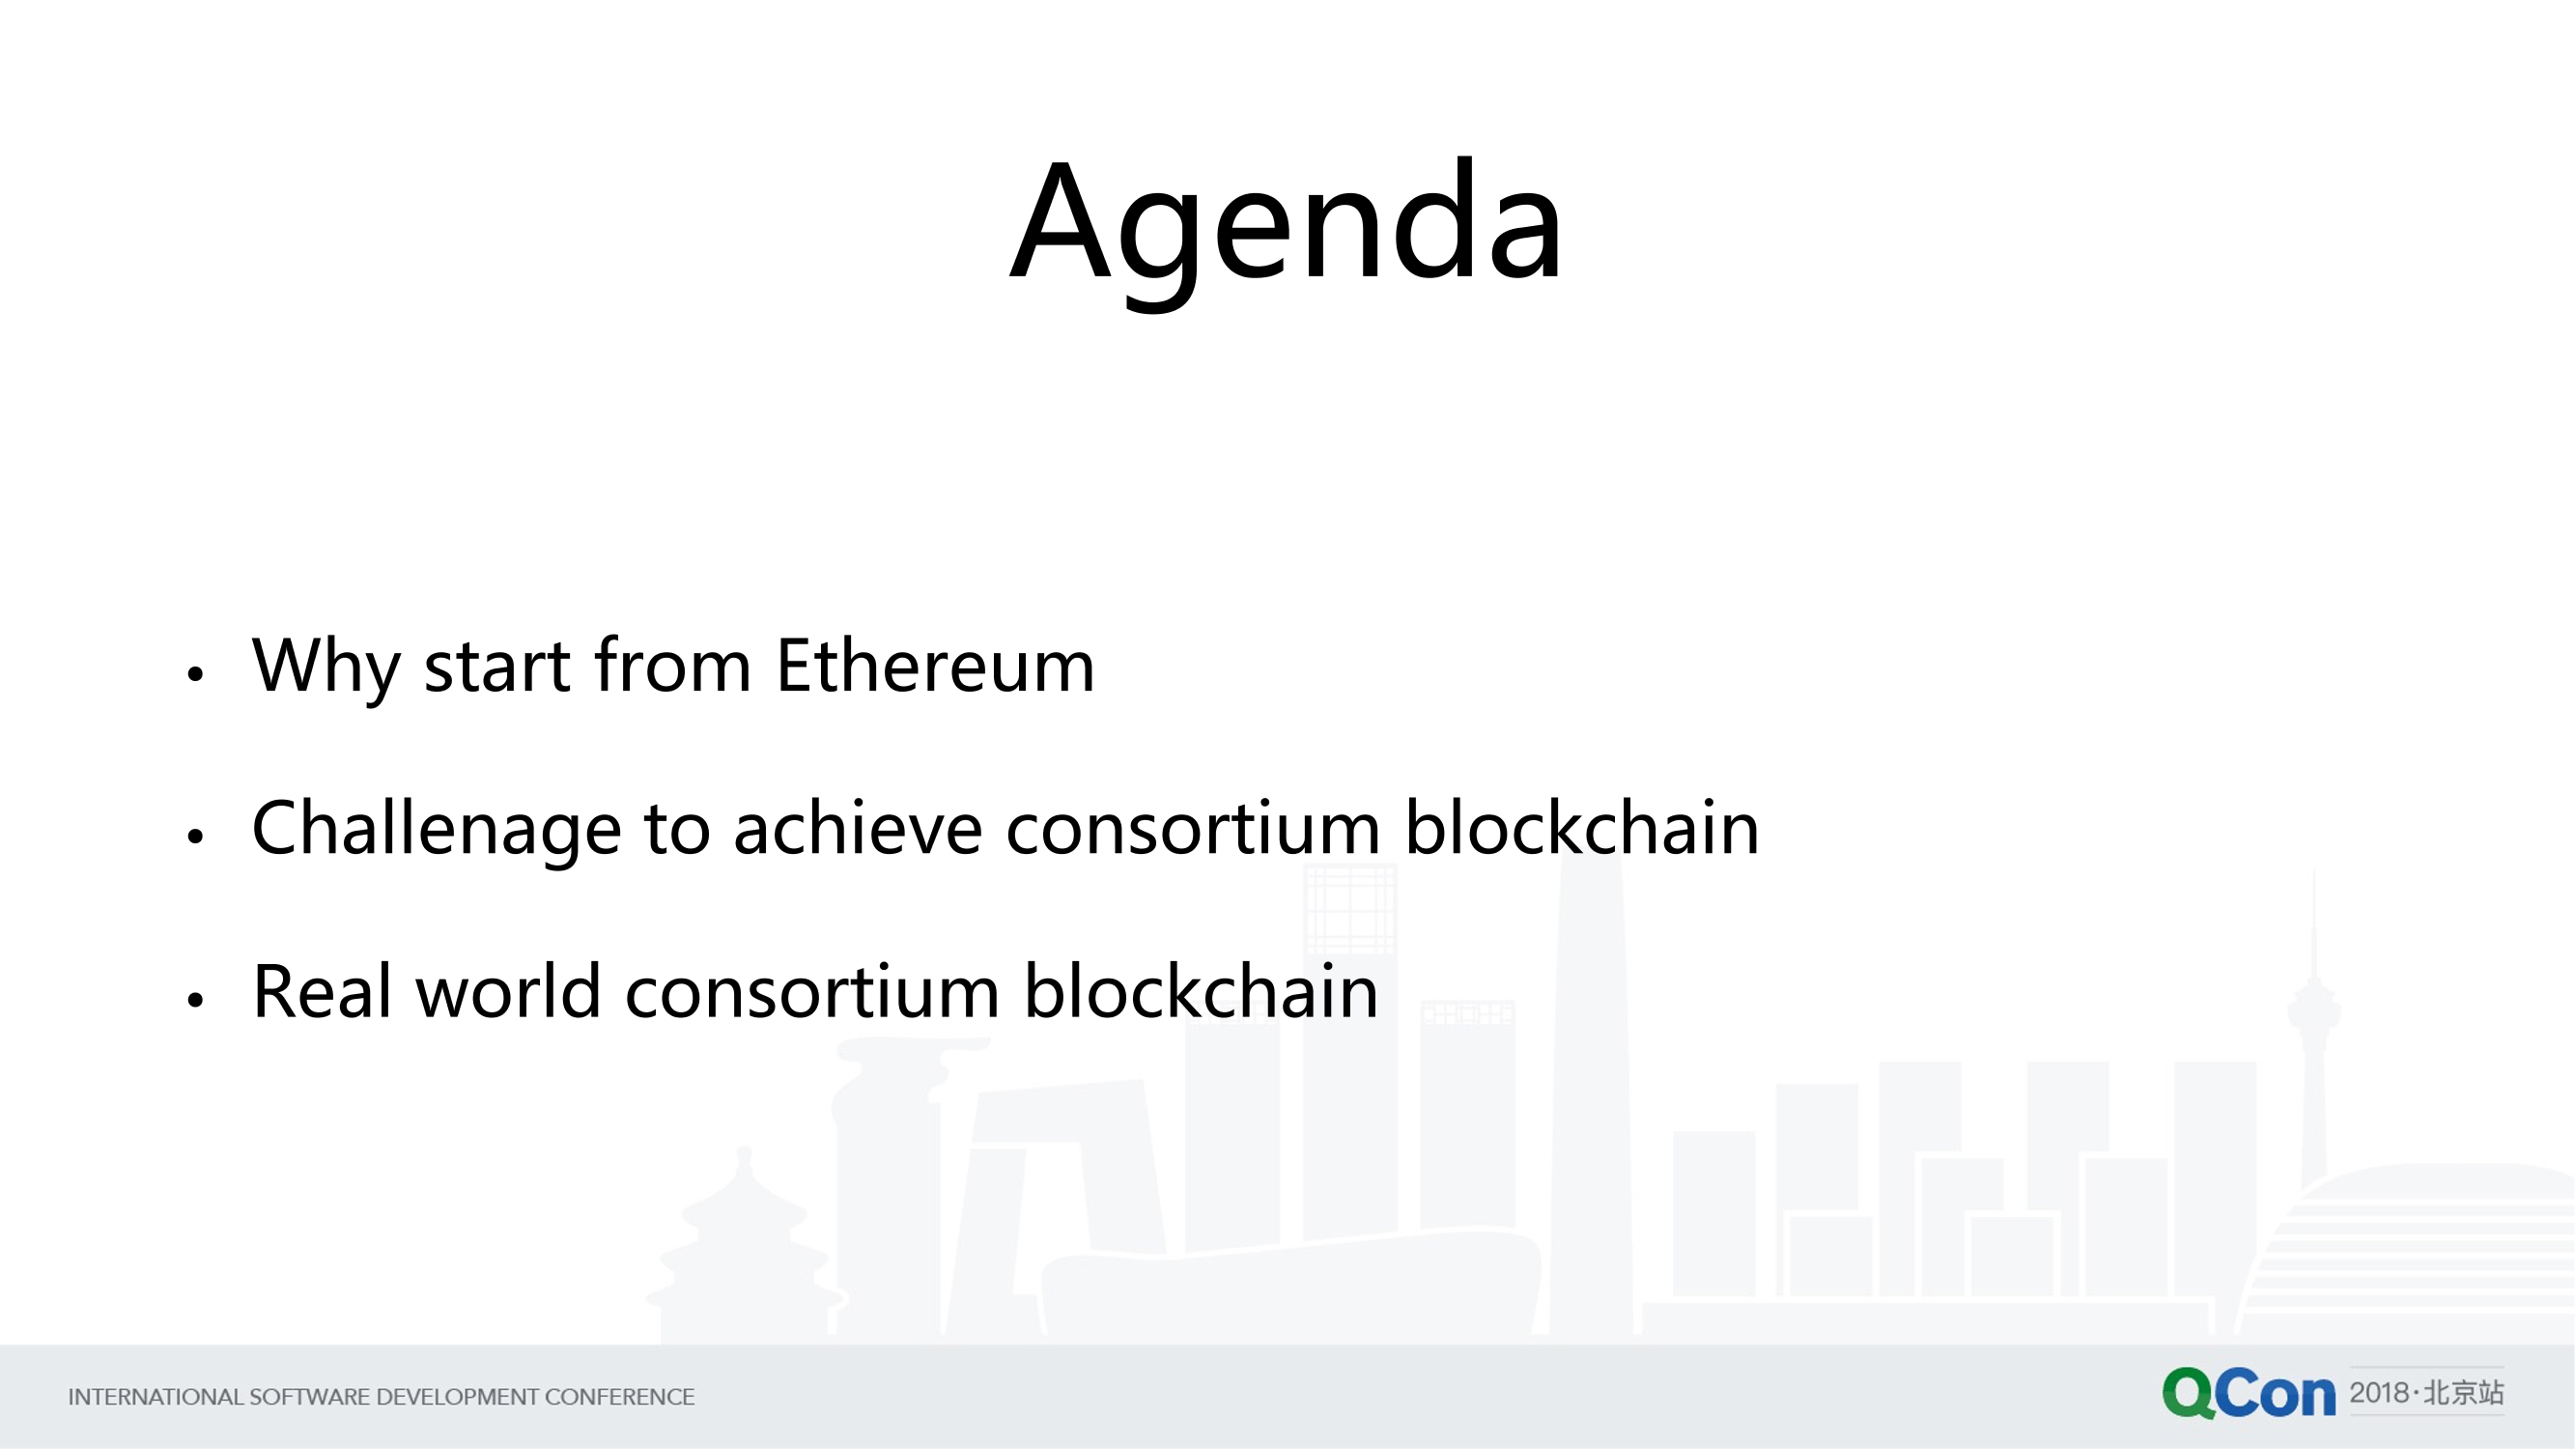 Agenda
• Why start from Ethereum
• Challenage to achieve consortium blockchain
• Real world consortium blockchain
INTERNATIONAL SOFTWARE DEVELOPMENT CONFERENCE
QCon 2018·北京站